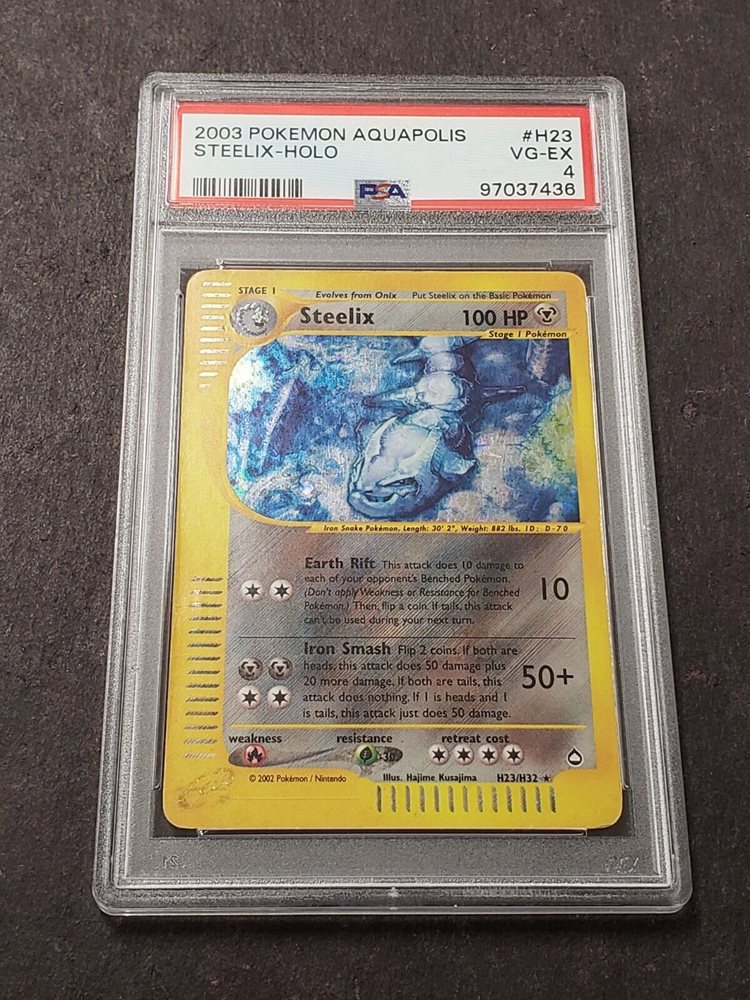 2003 POKEMON AQUAPOLIS #H23
STEELIX-HOLO VG-EX
4
PSA 97037436
STAGE 1 Evolves from Onix Put Steelix on the Basic Pokémon
Steelix 100 HP
Stage 1 Pokémon
Iron Snake Pokémon. Length: 30' 2", Weight: 882 lbs. ID: D-70
Earth Rift This attack does 10 damage to
each of your opponent's Benched Pokémon.
(Don't apply Weakness or Resistance for Benched
Pokémon.) Then, flip a coin. If tails, this attack
can't be used during your next turn.
10
Iron Smash Flip 2 coins. If both are
heads, this attack does 50 damage plus
20 more damage. If both are tails, this
attack does nothing. If 1 is heads and 1
is tails, this attack just does 50 damage.
50+
weakness resistance retreat cost
-30
© 2002 Pokémon / Nintendo Illus. Hajime Kusajima H23/H32